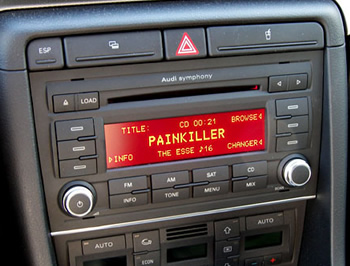 ESP
Audi symphony
LOAD
CD 00:21
TITLE: BROWSE
PAINKILLER
INFO THE ESSE ♪16 CHANGER
FM AM SAT CD
INFO TONE MENU MIX
AUTO AUTO
ECON